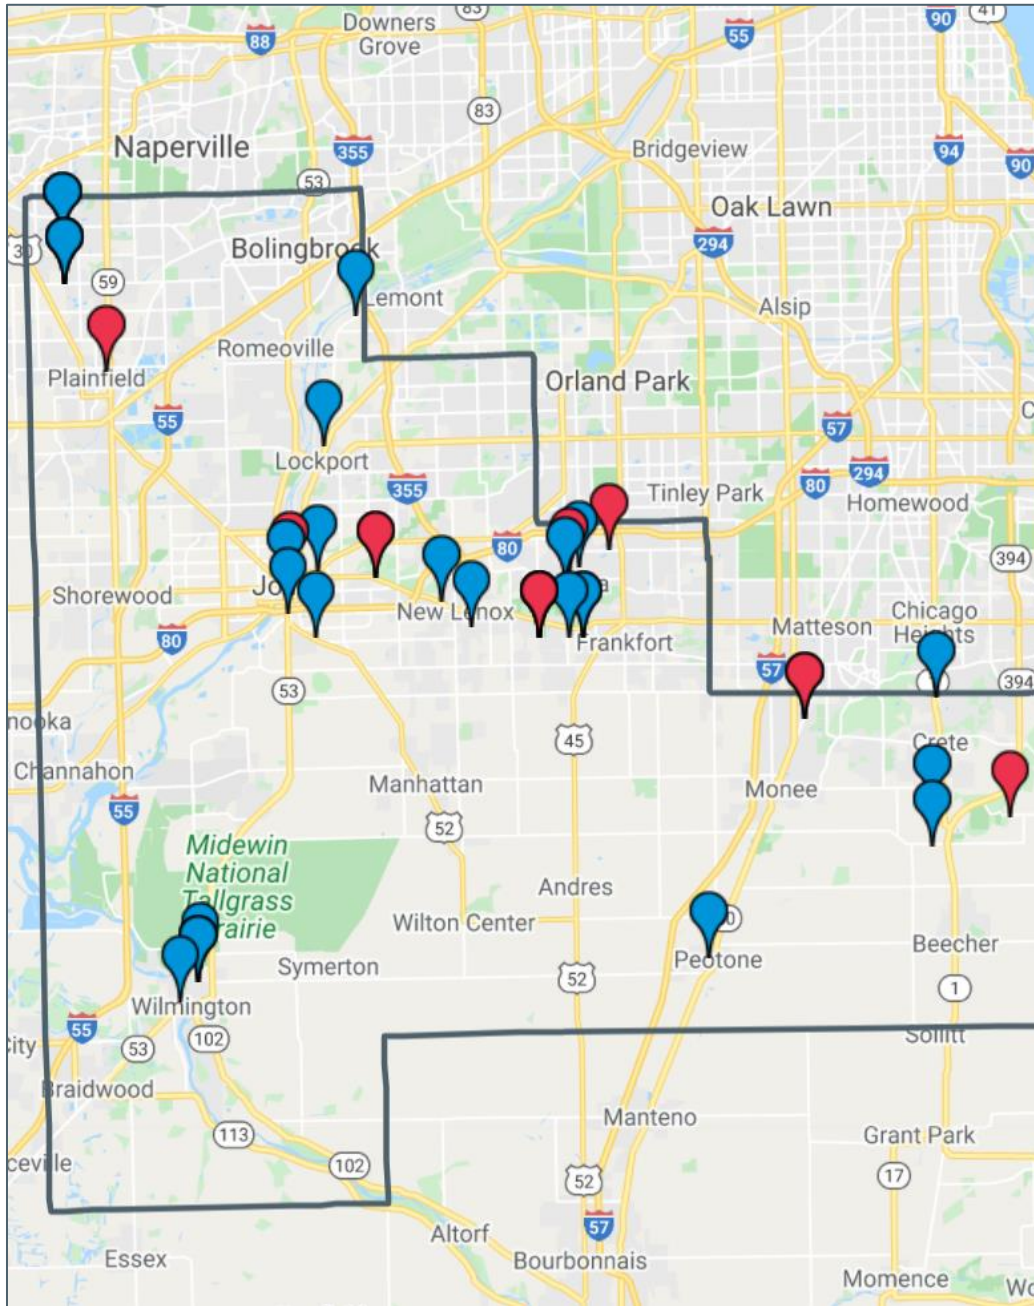 83
41
Downers
Grove
88
55
90
83
Naperville
355
Bridgeview
94
90
53
Oak Lawn
30
Bolingbrook
294
59
Lemont
Alsip
Romeoville
Plainfield
Orland Park
55
57
Lockport
355
Tinley Park
80
294
Homewood
80
394
Shorewood
New Lenox
Chicago
Heights
80
Frankfort
Matteson
57
394
53
45
Crete
Channahon
Manhattan
Monee
55
52
Midewin
National
Tallgrass
Prairie
Andres
Wilton Center
Beecher
Symerton
Peotone
52
1
Wilmington
55
102
53
Sollitt
Braidwood
Manteno
113
Grant Park
102
17
52
57
Altorf
Essex
Bourbonnais
Momence